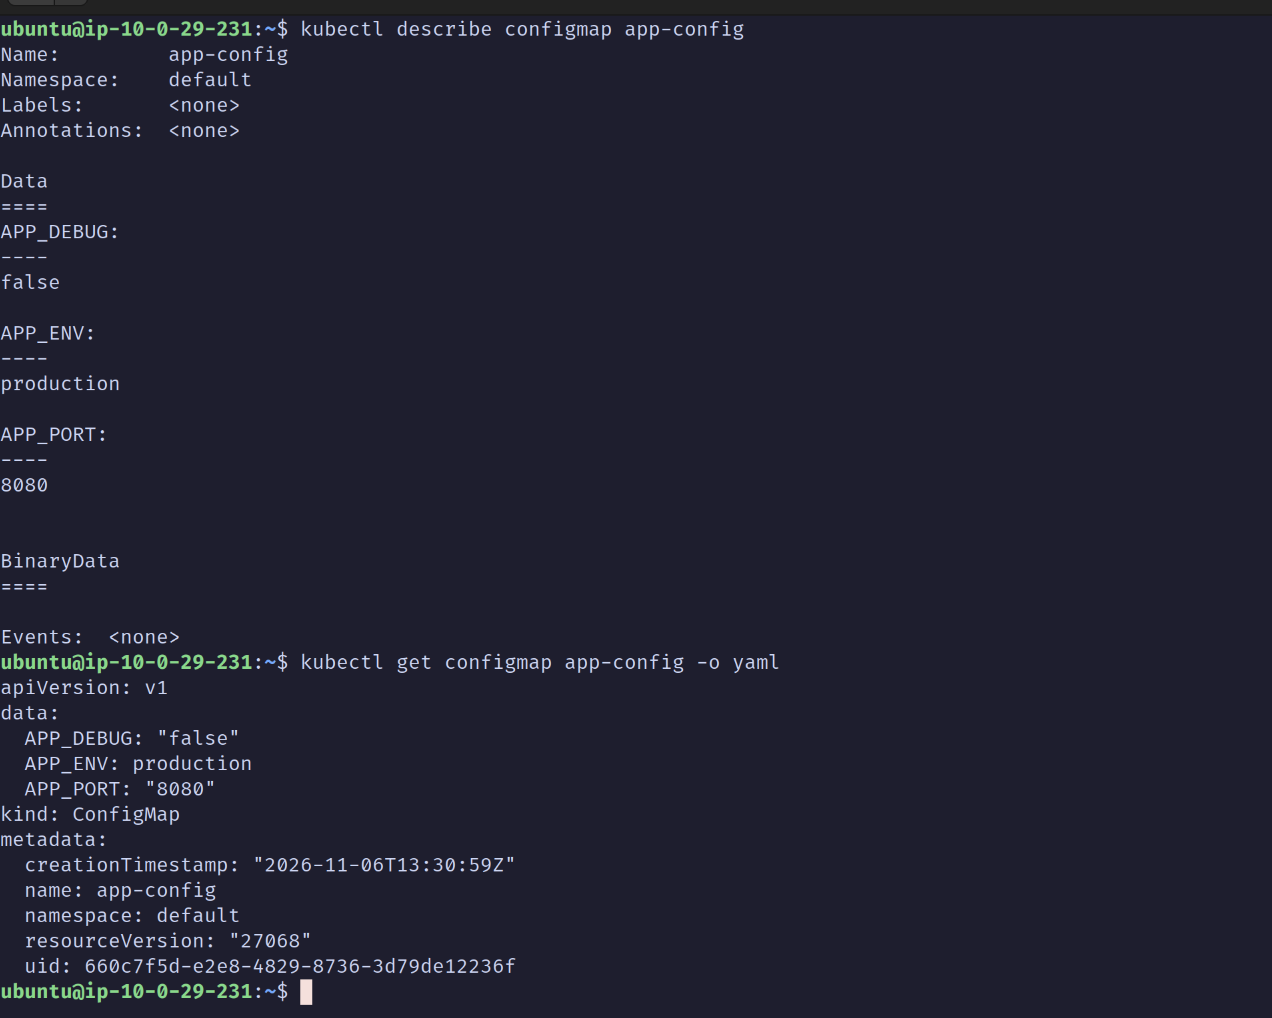 ubuntu@ip-10-0-29-231:~$ kubectl describe configmap app-config
Name:         app-config
Namespace:    default
Labels:       <none>
Annotations:  <none>

Data
====
APP_DEBUG:
----
false

APP_ENV:
----
production

APP_PORT:
----
8080


BinaryData
====

Events:  <none>
ubuntu@ip-10-0-29-231:~$ kubectl get configmap app-config -o yaml
apiVersion: v1
data:
  APP_DEBUG: "false"
  APP_ENV: production
  APP_PORT: "8080"
kind: ConfigMap
metadata:
  creationTimestamp: "2026-11-06T13:30:59Z"
  name: app-config
  namespace: default
  resourceVersion: "27068"
  uid: 660c7f5d-e2e8-4829-8736-3d79de12236f
ubuntu@ip-10-0-29-231:~$